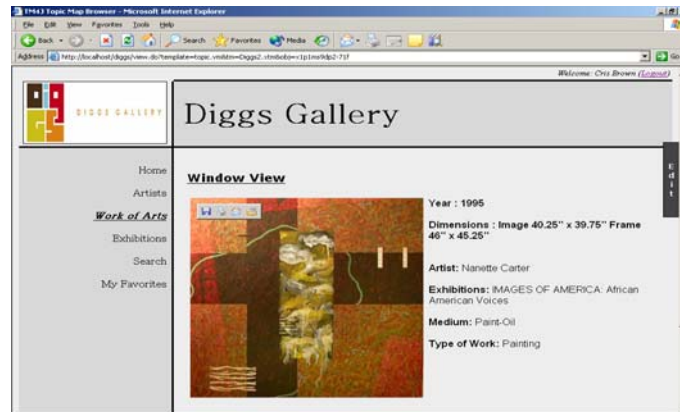 TM4J Topic Map Browser - Microsoft Internet Explorer
File Edit View Favorites Tools Help
Back Search Favorites Media
Address Go
Welcome: Cris Brown (Logout)
DIGGS GALLERY
Diggs Gallery
Edit
Home
Artists
Work of Arts
Exhibitions
Search
My Favorites
Window View
Year : 1995
Dimensions : Image 40.25" x 39.75" Frame
46" x 45.25"
Artist: Nanette Carter
Exhibitions: IMAGES OF AMERICA: African
American Voices
Medium: Paint-Oil
Type of Work: Painting